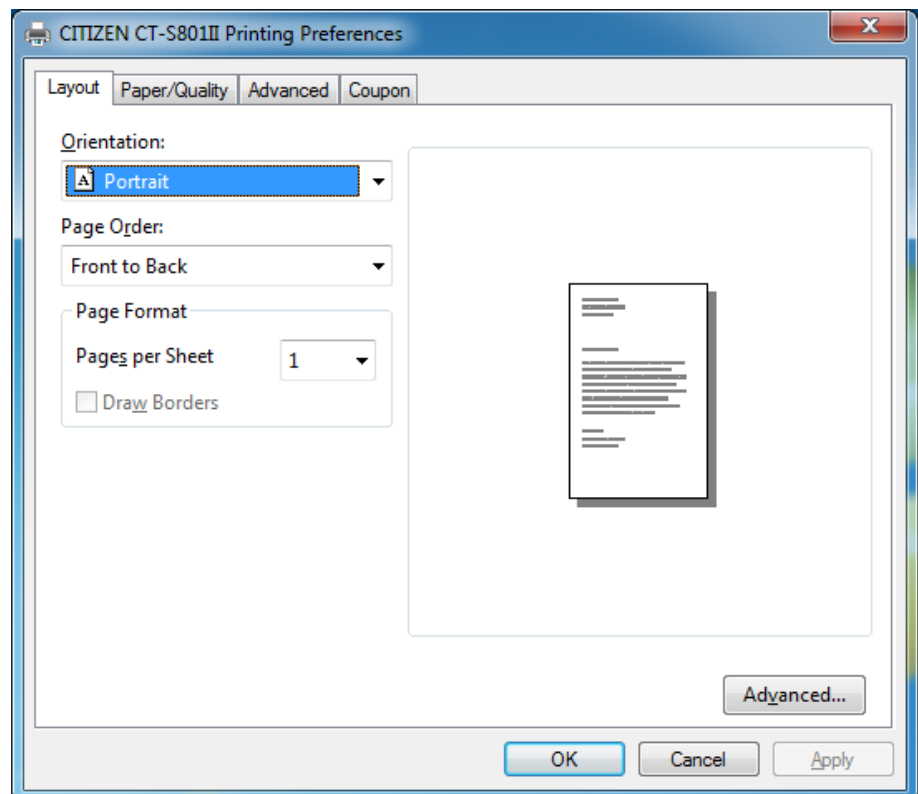 CITIZEN CT-S801II Printing Preferences
Layout Paper/Quality Advanced Coupon
Orientation:
Portrait
Page Order:
Front to Back
Page Format
Pages per Sheet 1
Draw Borders
Advanced...
OK Cancel Apply